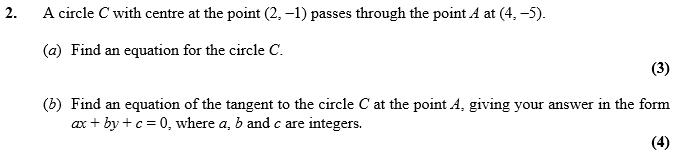 2. A circle C with centre at the point (2, –1) passes through the point A at (4, –5).
(a) Find an equation for the circle C.
(3)
(b) Find an equation of the tangent to the circle C at the point A, giving your answer in the form
ax + by + c = 0, where a, b and c are integers.
(4)